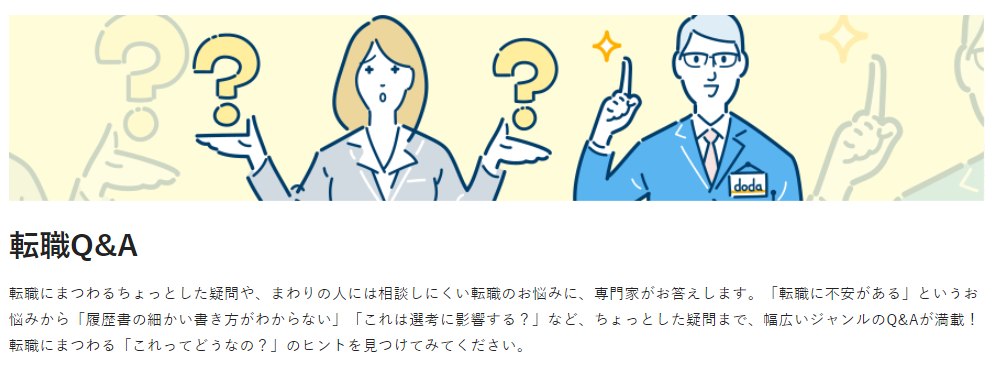 doda
転職Q&A
転職にまつわるちょっとした疑問や、まわりの人には相談しにくい転職のお悩みに、専門家がお答えします。「転職に不安がある」というお
悩みから「履歴書の細かい書き方がわからない」「これは選考に影響する？」など、ちょっとした疑問まで、幅広いジャンルのQ&Aが満載！
転職にまつわる「これってどうなの？」のヒントを見つけてみてください。